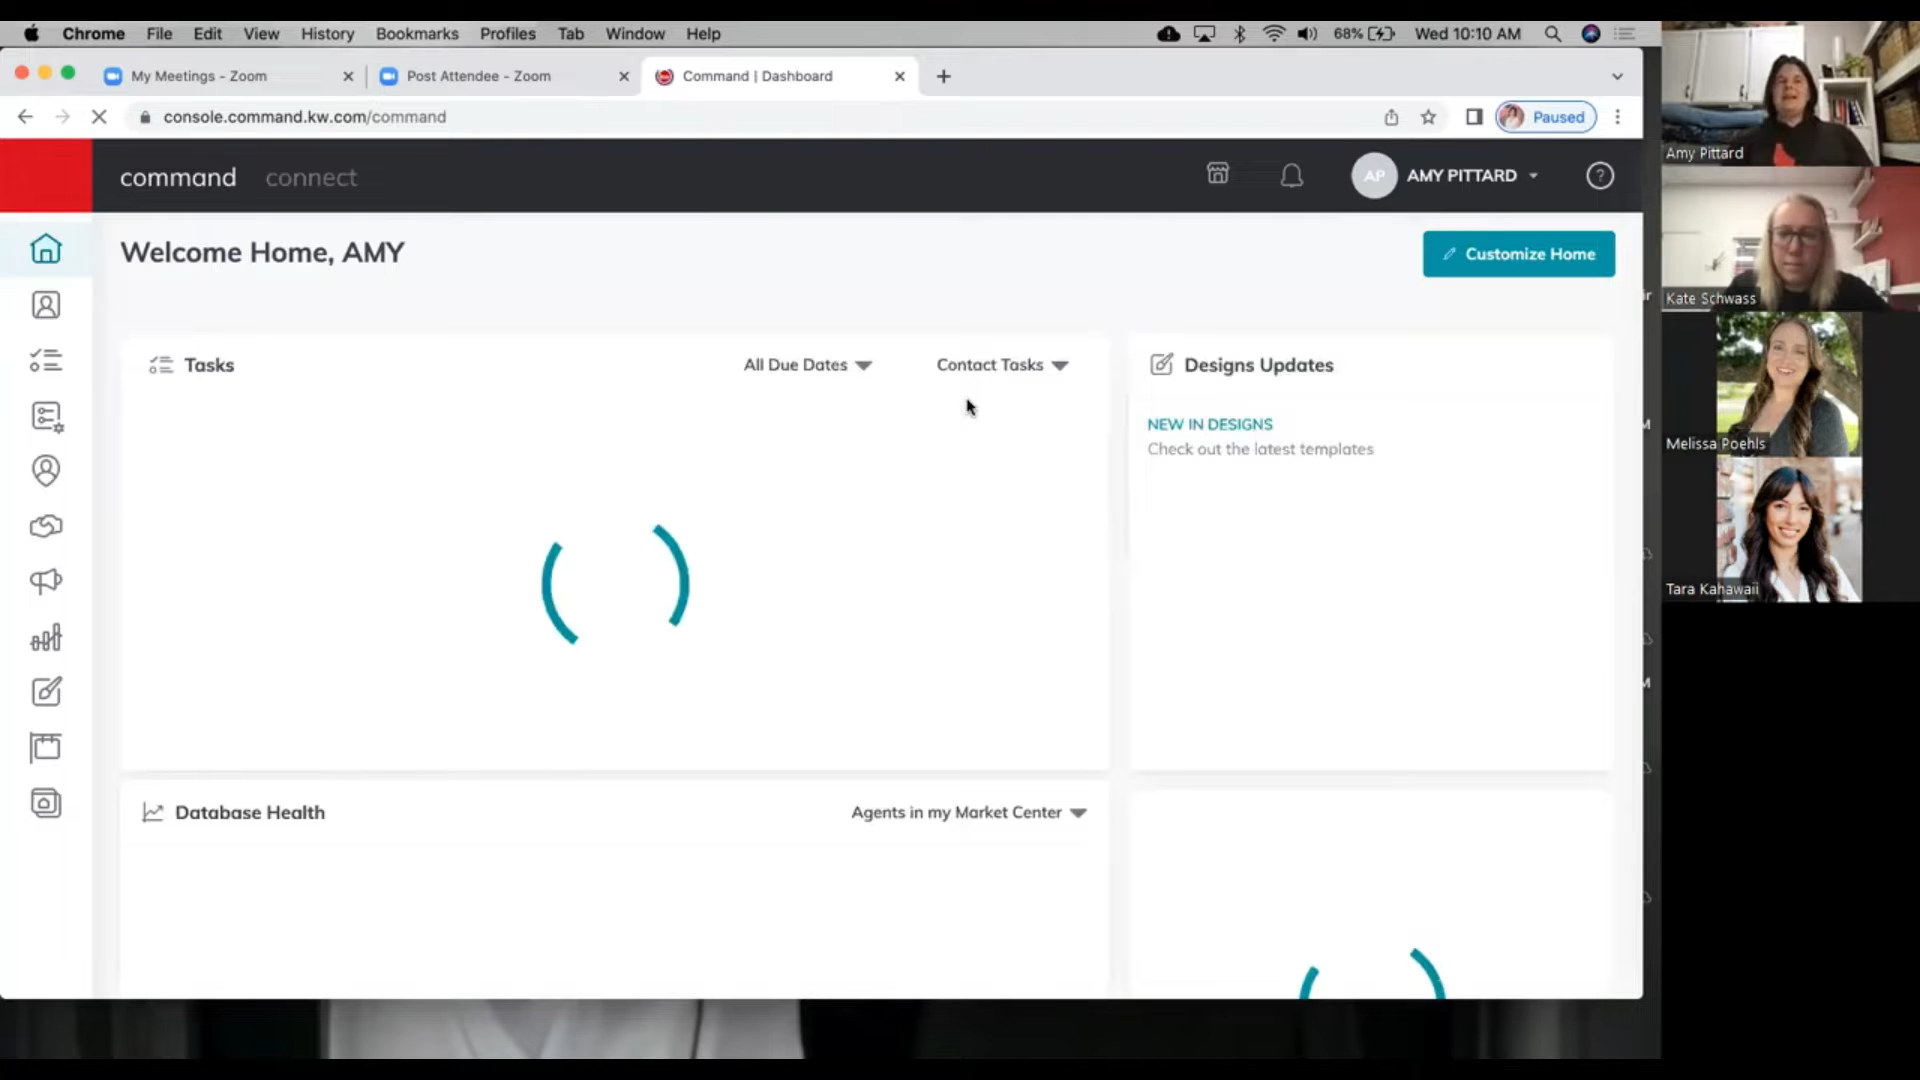 Chrome File Edit View History Bookmarks Profiles Tab Window Help 68% Wed 10:10 AM
My Meetings - Zoom Post Attendee - Zoom Command | Dashboard
console.command.kw.com/command Paused
command connect AP AMY PITTARD ?
Welcome Home, AMY Customize Home
Tasks All Due Dates Contact Tasks Designs Updates
NEW IN DESIGNS
Check out the latest templates
Database Health Agents in my Market Center
Amy Pittard
Kate Schwass
Melissa Poehls
Tara Kahawaii